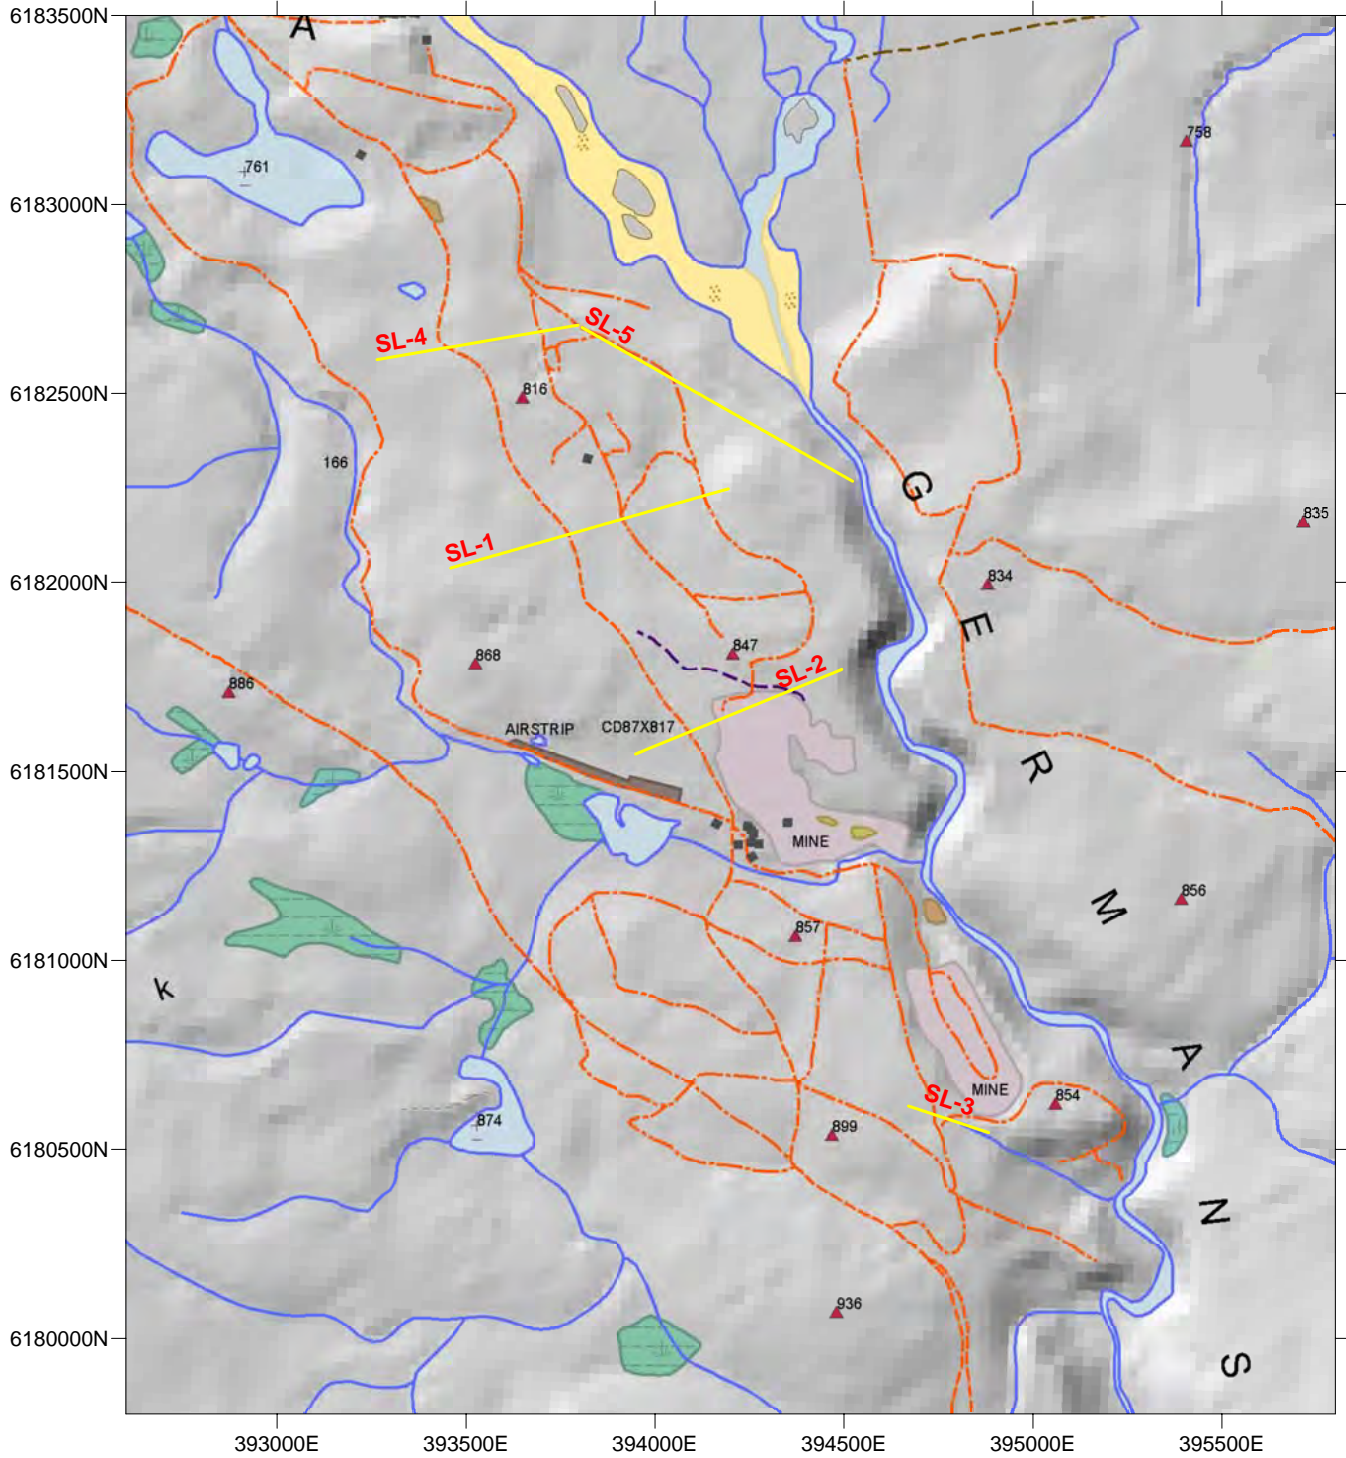 6183500N
A
758
761
6183000N
SL-4
SL-5
6182500N
816
166
G
835
SL-1
6182000N
834
E
847
868
SL-2
886
AIRSTRIP
CD87X817
R
6181500N
MINE
856
M
857
6181000N
k
A
MINE
SL-3
854
874
899
6180500N
N
936
6180000N
S
393000E
393500E
394000E
394500E
395000E
395500E